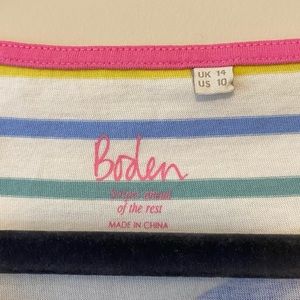 UK 14
US 10
Boden
Stripe ahead
of the rest
MADE IN CHINA